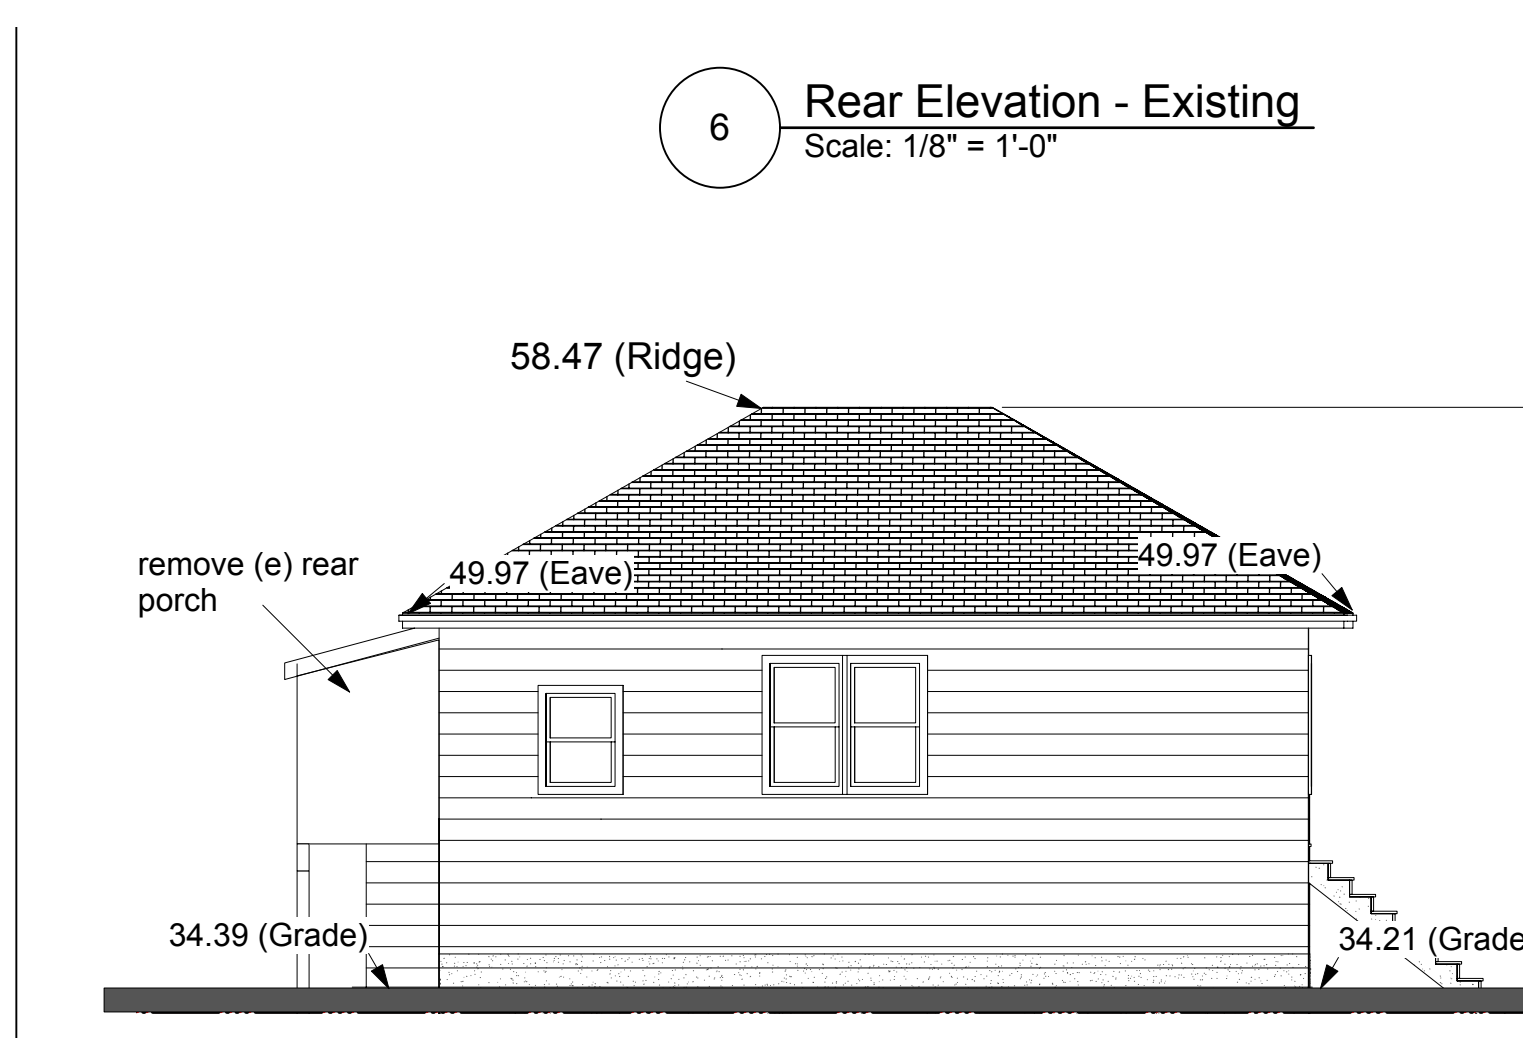 6
Rear Elevation - Existing
Scale: 1/8" = 1'-0"
58.47 (Ridge)
49.97 (Eave)
49.97 (Eave)
remove (e) rear
porch
34.39 (Grade)
34.21 (Grade